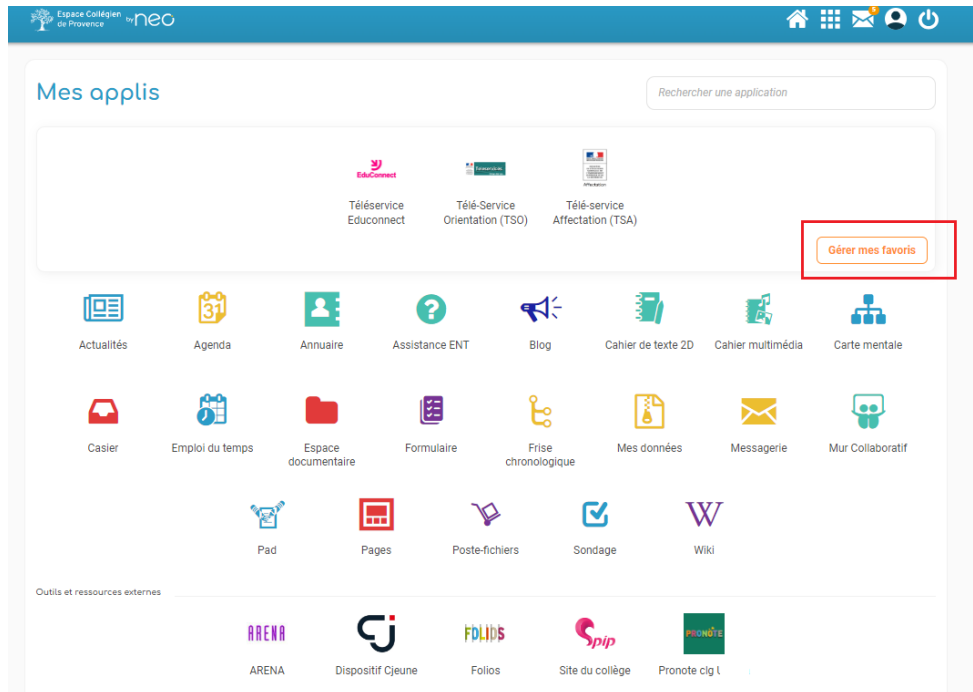 Espace Collégien
de Provence by neo
5
Mes applis
Rechercher une application
EduConnect
Affectation
Téléservice Educonnect
Télé-Service Orientation (TSO)
Télé-service Affectation (TSA)
Gérer mes favoris
31
Actualités Agenda Annuaire Assistance ENT Blog Cahier de texte 2D Cahier multimédia Carte mentale
Casier Emploi du temps Espace documentaire Formulaire Frise chronologique Mes données Messagerie Mur Collaboratif
W
Pad Pages Poste-fichiers Sondage Wiki
Outils et ressources externes
ARENA Cj FOLIOS Spip PRONOTE
ARENA Dispositif Cjeune Folios Site du collège Pronote clg